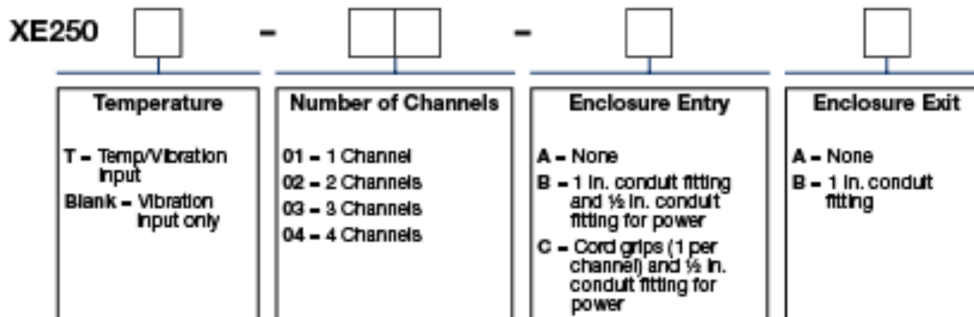 XE250 - -
Temperature
T – Temp/Vibration
Input
Blank – Vibration
Input only
Number of Channels
01 – 1 Channel
02 – 2 Channels
03 – 3 Channels
04 – 4 Channels
Enclosure Entry
A – None
B – 1 in. conduit fitting
and ½ in. conduit
fitting for power
C – Cord grips (1 per
channel) and ½ in.
conduit fitting for
power
Enclosure Exit
A – None
B – 1 in. conduit
fitting